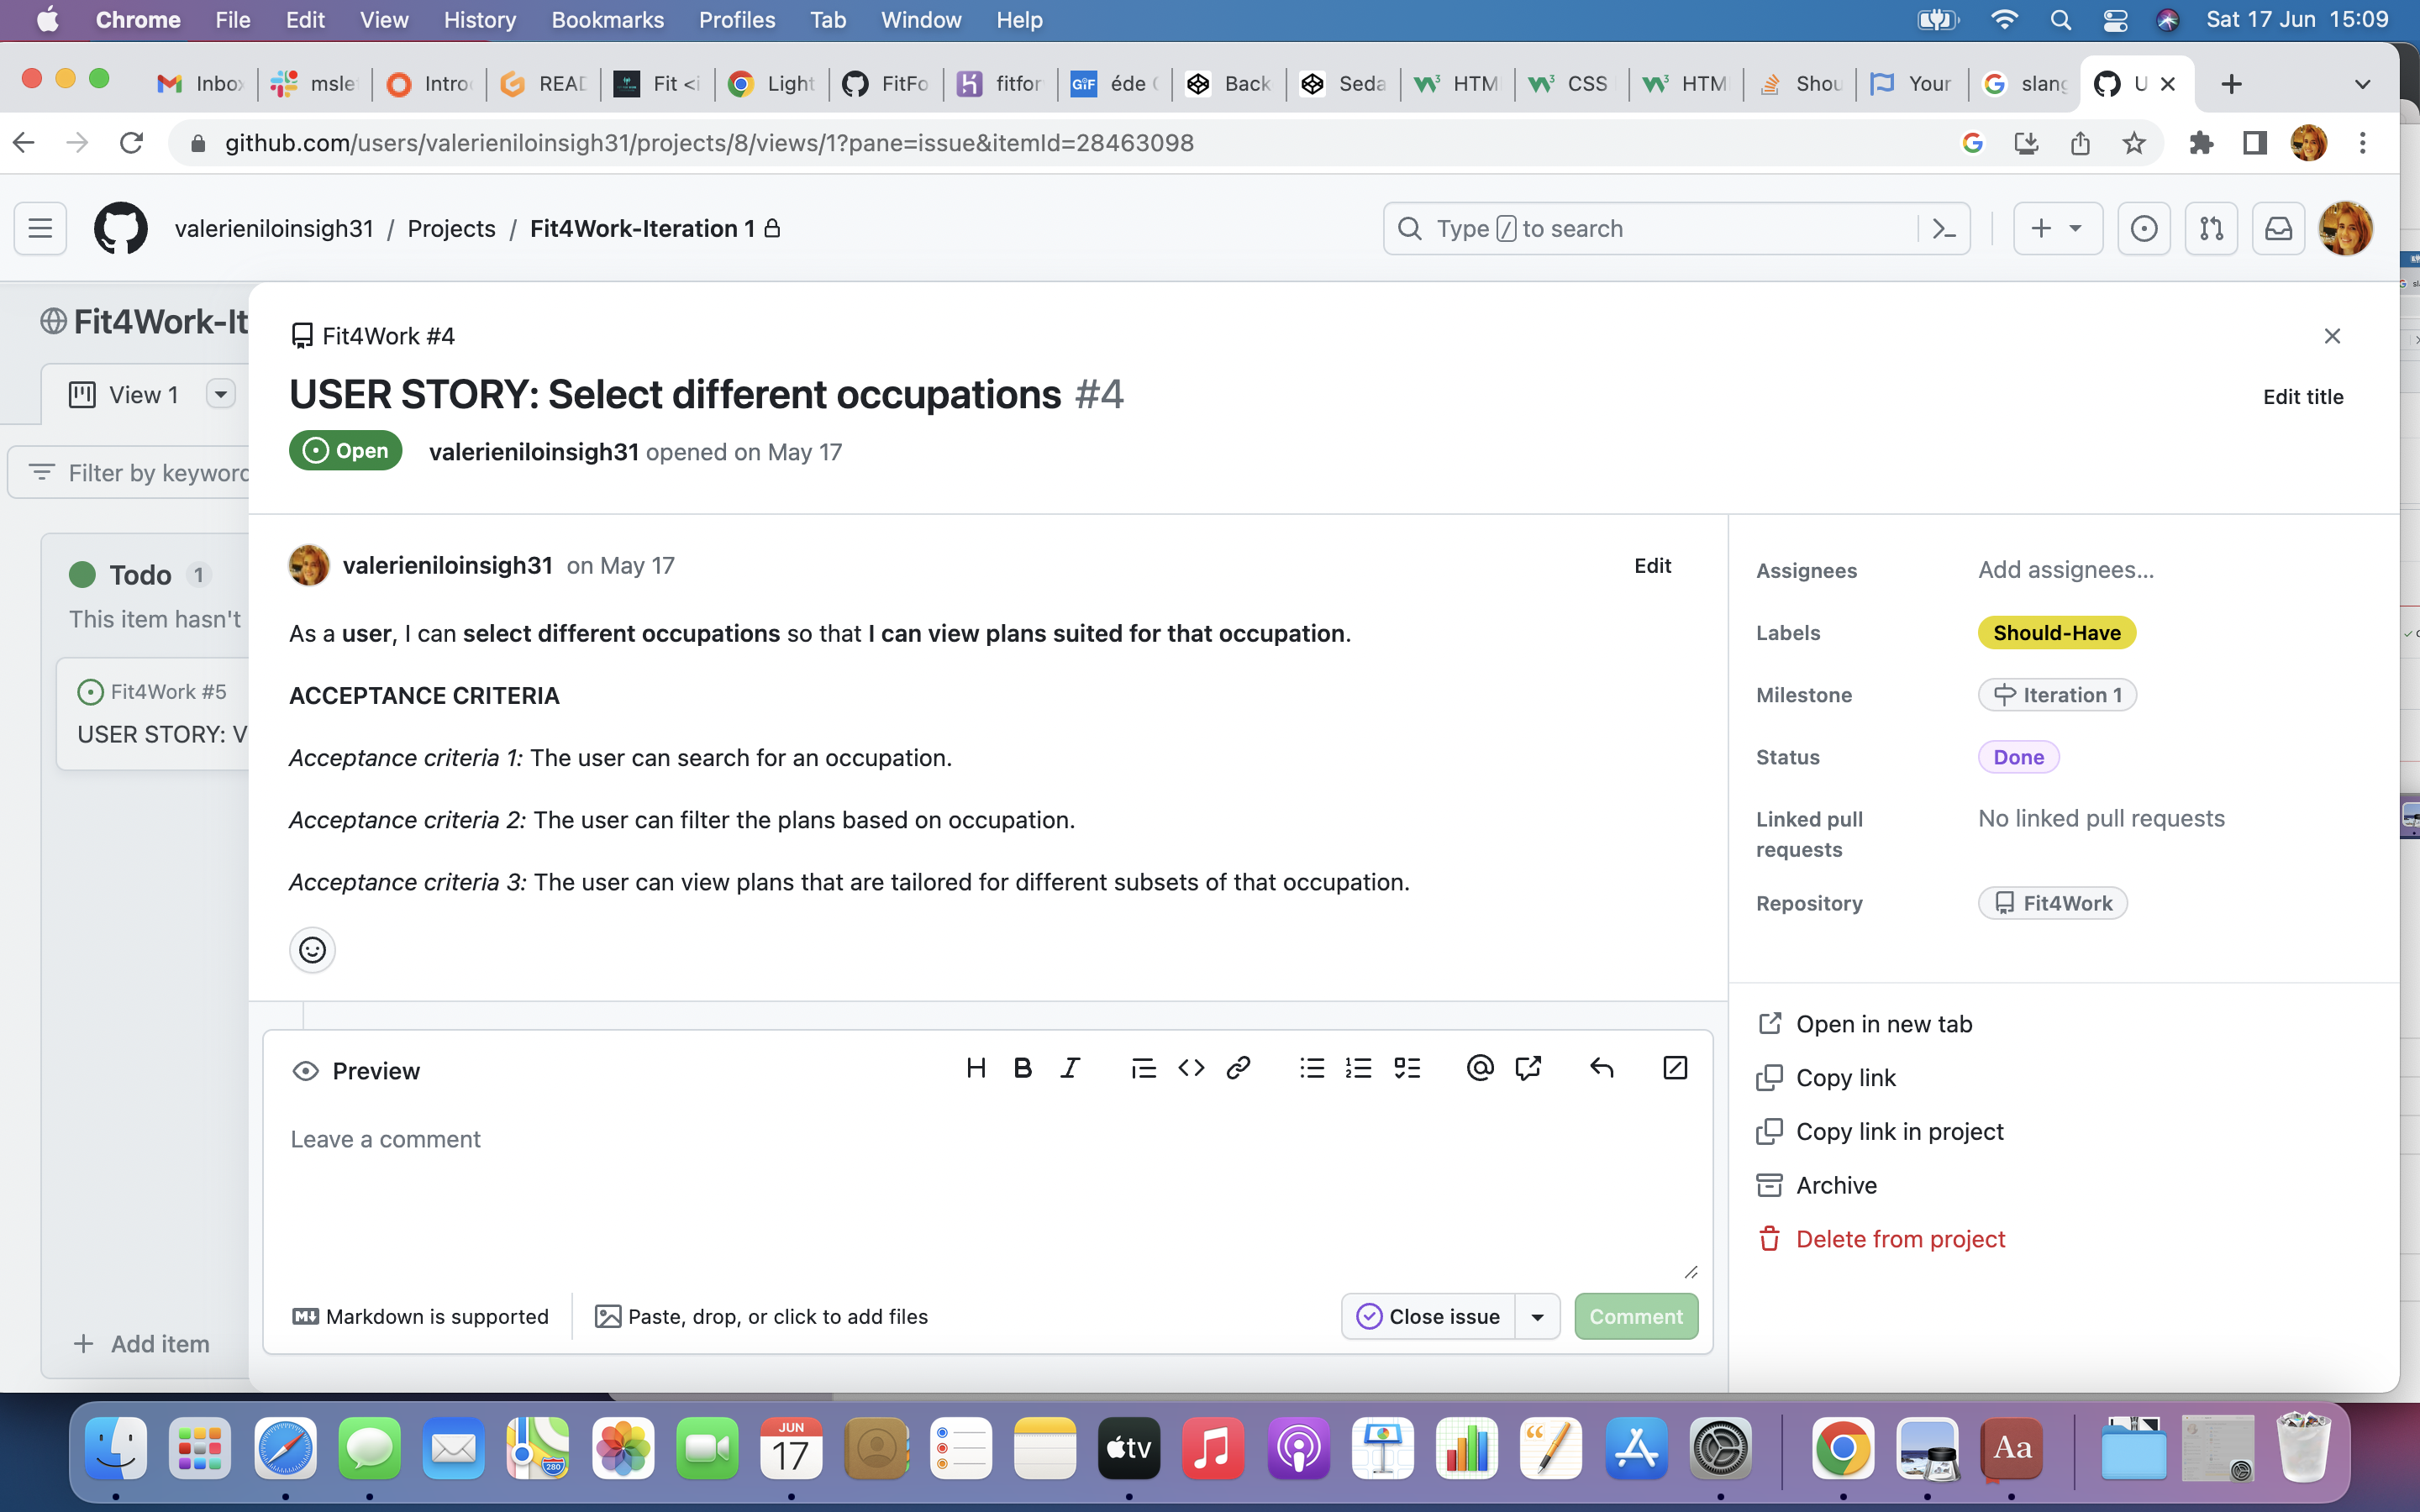 Chrome File Edit View History Bookmarks Profiles Tab Window Help Sat 17 Jun 15:09
Inbox msle Intro READ Fit <i Light FitFo fitfor GIF éde Back Seda HTM CSS HTM Shou Your slang U
github.com/users/valerieniloinsigh31/projects/8/views/1?pane=issue&itemId=28463098
valerieniloinsigh31 / Projects / Fit4Work-Iteration 1
Type / to search
Fit4Work-It
View 1
Filter by keyword
Todo 1
This item hasn't
Fit4Work #5
USER STORY: V
Add item
Fit4Work #4
USER STORY: Select different occupations #4
Edit title
Open valerieniloinsigh31 opened on May 17
valerieniloinsigh31 on May 17
Edit
As a user, I can select different occupations so that I can view plans suited for that occupation.
ACCEPTANCE CRITERIA
Acceptance criteria 1: The user can search for an occupation.
Acceptance criteria 2: The user can filter the plans based on occupation.
Acceptance criteria 3: The user can view plans that are tailored for different subsets of that occupation.
Preview
H B I
Leave a comment
Markdown is supported
Paste, drop, or click to add files
Close issue
Comment
Assignees Add assignees...
Labels Should-Have
Milestone Iteration 1
Status Done
Linked pull requests No linked pull requests
Repository Fit4Work
Open in new tab
Copy link
Copy link in project
Archive
Delete from project
JUN
17
280
tv
Aa